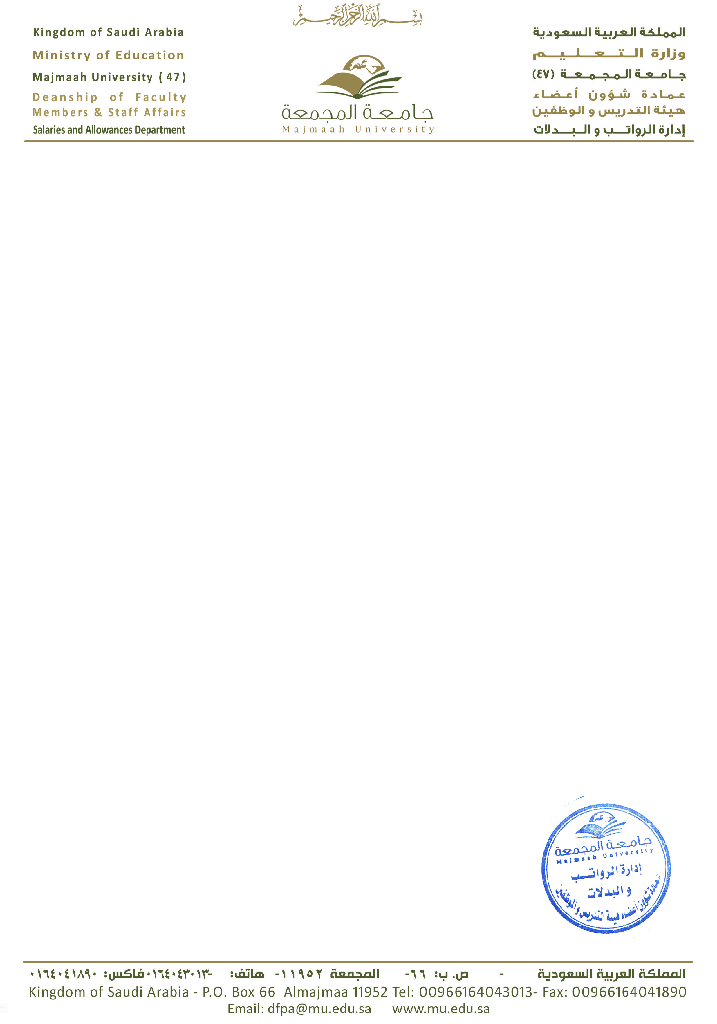 بسم الله الرحمن الرحيم
Kingdom of Saudi Arabia
Ministry of Education
Majmaah University ( 47 )
Deanship of Faculty
Members & Staff Affairs
Salaries and Allowances Department
جامعة المجمعة
Majmaah University
المملكة العربية السعودية
وزارة التعليم
جامعة المجمعة (٤٧)
عمادة شؤون أعضاء
هيئة التدريس و الوظفين
إدارة الرواتب و البدلات
جامعة المجمعة
Majmaah University
إدارة الرواتب
و البدلات
عمادة شؤون أعضاء هيئة التدريس والموظفين
المملكة العربية السعودية - ص. ب: ٦٦- المجمعة ١١٩٥٢- هاتف: ٠١٦٤٠٤٣٠١٣-فاكس: ٠١٦٤٠٤١٨٩٠
Kingdom of Saudi Arabia - P.O. Box 66 Almajmaa 11952 Tel: 00966164043013- Fax: 00966164041890
Email: dfpa@mu.edu.sa www.mu.edu.sa